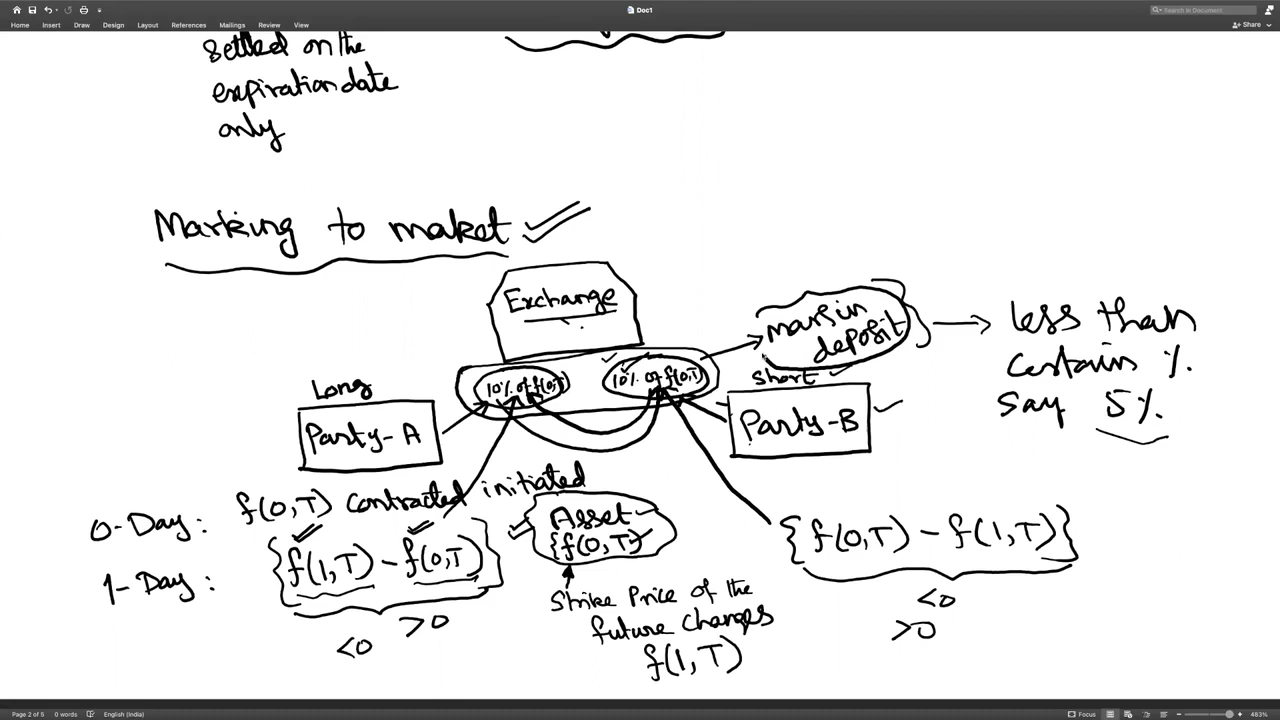 Doc1
Search in Document
Home Insert Draw Design Layout References Mailings Review View
Share
settled on the
expiration date
only
Marking to maket
Exchange
margin
deposit
less than
certain %
say 5%
10% of f(0,T)
10% of f(0,T)
Long
short
Party-A
Party-B
0-Day: f(0,T) Contracted initiated
Asset
{f(0,T)
1-Day: {f(1,T) - f(0,T)}
{f(0,T) - f(1,T)}
<0 >0
<0
>0
Strike Price of the
future changes
f(1,T)
Page 2 of 5 0 words English (India)
Focus
483%